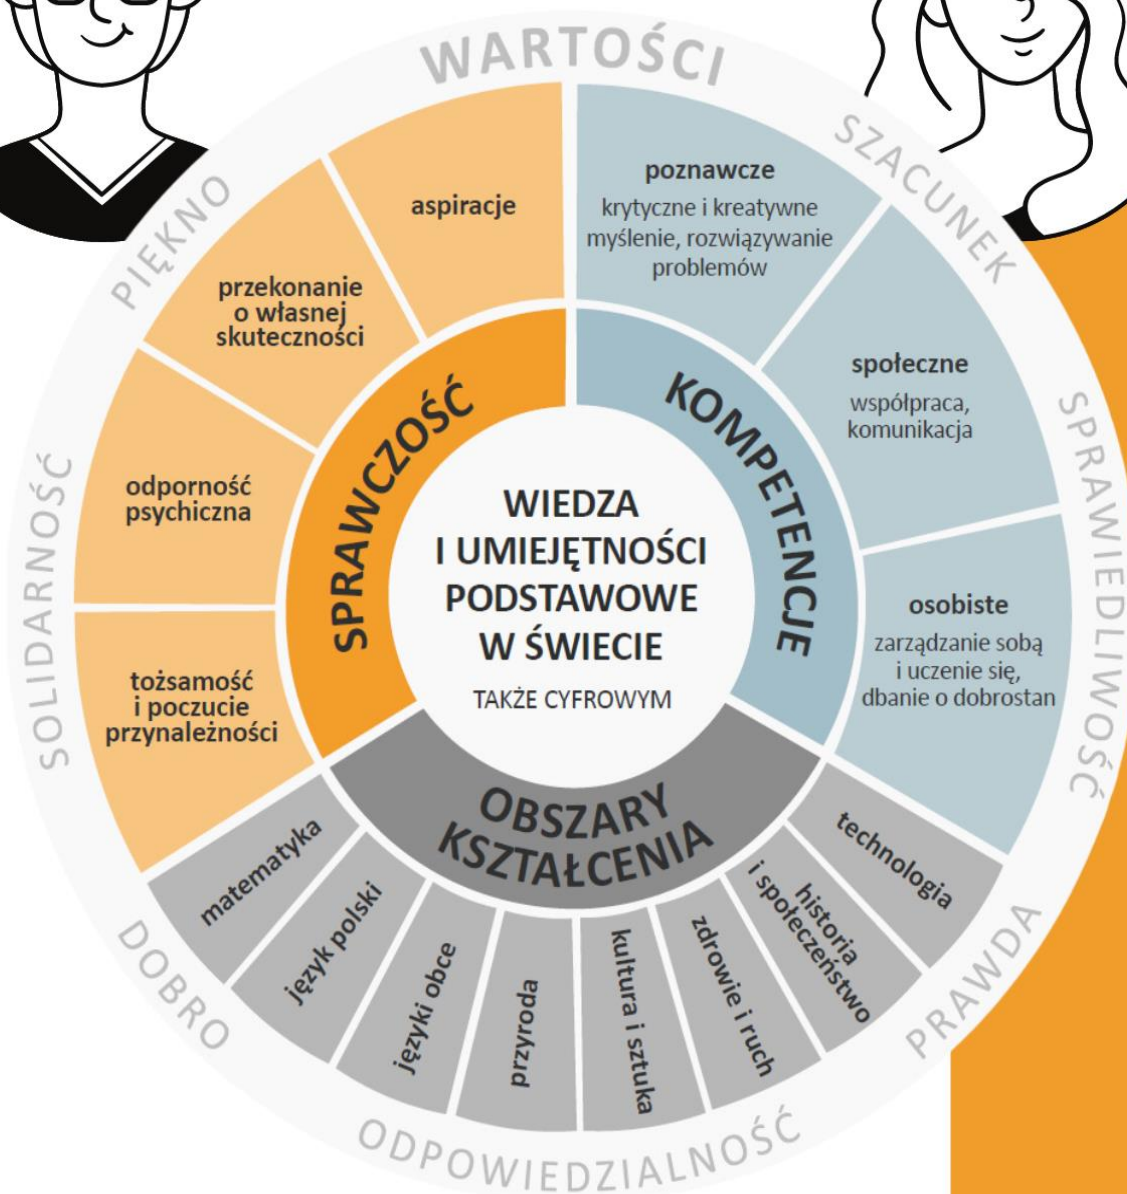 WARTOŚCI
SZACUNEK
SPRAWIEDLIWOŚĆ
PRAWDA
ODPOWIEDZIALNOŚĆ
DOBRO
SOLIDARNOŚĆ
PIĘKNO
SPRAWCZOŚĆ
aspiracje
przekonanie
o własnej
skuteczności
odporność
psychiczna
tożsamość
i poczucie
przynależności
KOMPETENCJE
poznawcze
krytyczne i kreatywne
myślenie, rozwiązywanie
problemów
społeczne
współpraca,
komunikacja
osobiste
zarządzanie sobą
i uczenie się,
dbanie o dobrostan
WIEDZA
I UMIEJĘTNOŚCI
PODSTAWOWE
W ŚWIECIE
TAKŻE CYFROWYM
OBSZARY
KSZTAŁCENIA
matematyka
język polski
języki obce
przyroda
kultura i sztuka
zdrowie i ruch
historia
i społeczeństwo
technologia